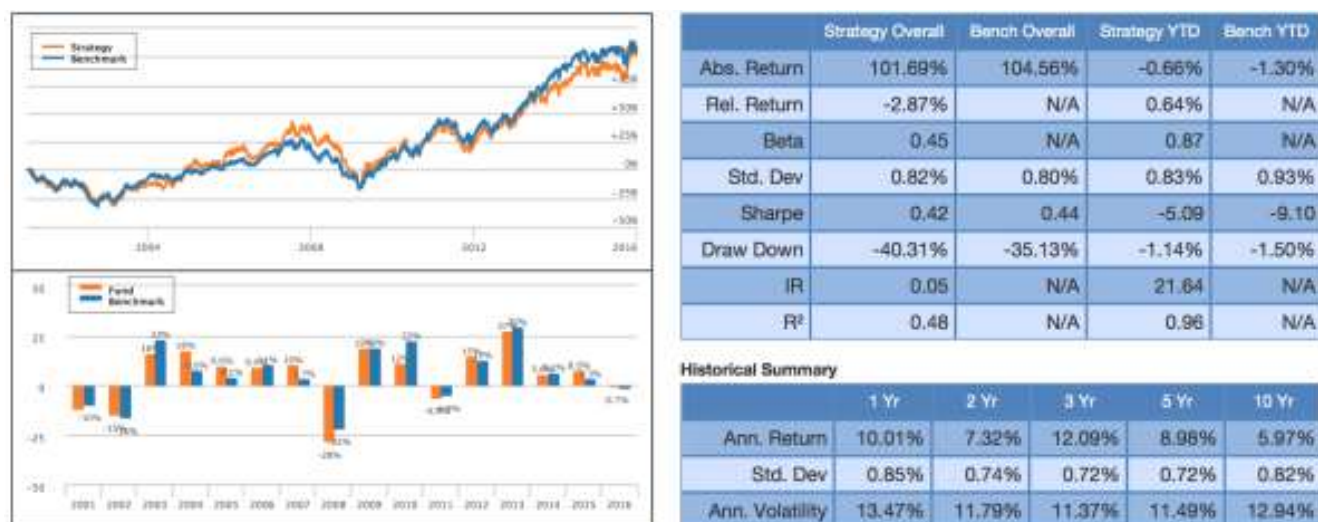 Strategy
Benchmark
2004 2008 2012 2016
Fund
Benchmark
2001 2002 2003 2004 2005 2006 2007 2008 2009 2010 2011 2012 2013 2014 2015 2016
Strategy Overall Bench Overall Strategy YTD Bench YTD
Abs. Return 101.69% 104.56% -0.66% -1.30%
Rel. Return -2.87% N/A 0.64% N/A
Beta 0.45 N/A 0.87 N/A
Std. Dev 0.82% 0.80% 0.83% 0.93%
Sharpe 0.42 0.44 -5.09 -9.10
Draw Down -40.31% -35.13% -1.14% -1.50%
IR 0.05 N/A 21.64 N/A
R² 0.48 N/A 0.96 N/A
Historical Summary
1 Yr 2 Yr 3 Yr 5 Yr 10 Yr
Ann. Return 10.01% 7.32% 12.09% 8.98% 5.97%
Std. Dev 0.85% 0.74% 0.72% 0.72% 0.82%
Ann. Volatility 13.47% 11.79% 11.37% 11.49% 12.94%